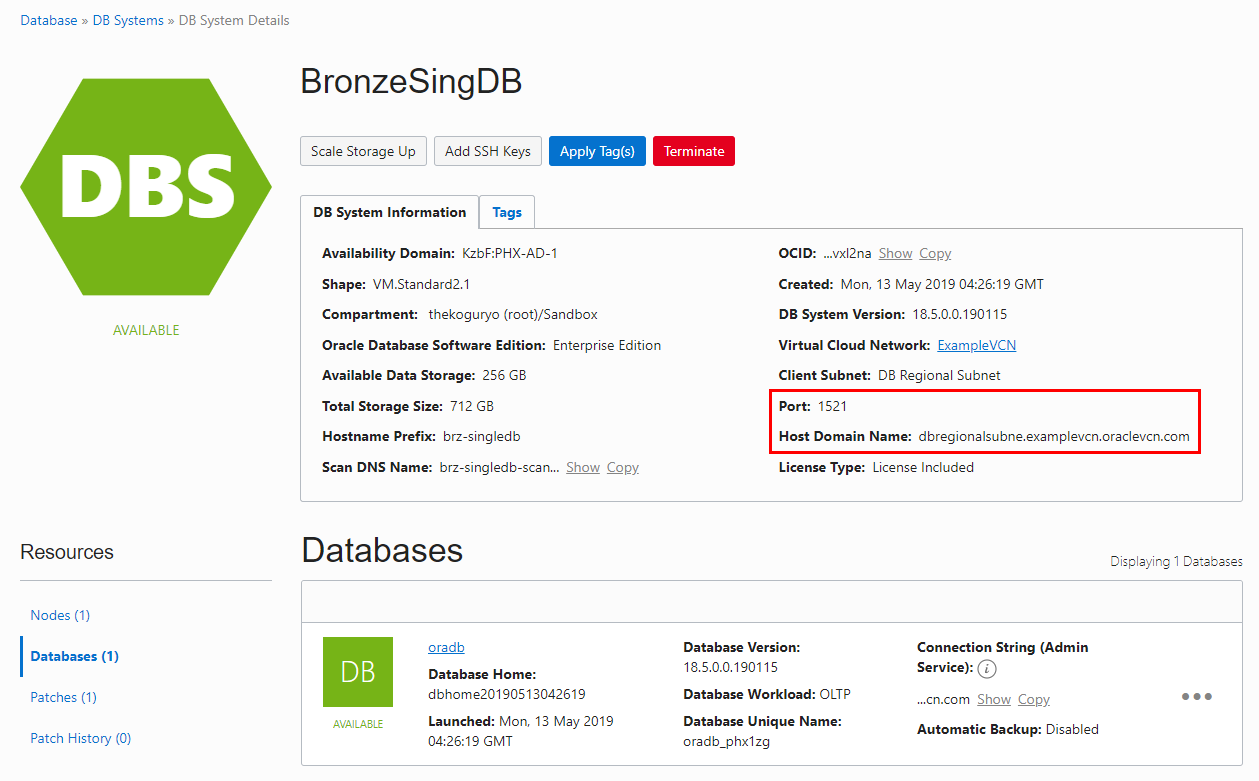 Database » DB Systems » DB System Details
DBS
AVAILABLE
BronzeSingDB
Scale Storage Up Add SSH Keys Apply Tag(s) Terminate
DB System Information Tags
Availability Domain: KzbF:PHX-AD-1
Shape: VM.Standard2.1
Compartment: thekoguryo (root)/Sandbox
Oracle Database Software Edition: Enterprise Edition
Available Data Storage: 256 GB
Total Storage Size: 712 GB
Hostname Prefix: brz-singledb
Scan DNS Name: brz-singledb-scan... Show Copy
OCID: ...vxl2na Show Copy
Created: Mon, 13 May 2019 04:26:19 GMT
DB System Version: 18.5.0.0.190115
Virtual Cloud Network: ExampleVCN
Client Subnet: DB Regional Subnet
Port: 1521
Host Domain Name: dbregionalsubne.examplevcn.oraclevcn.com
License Type: License Included
Resources
Nodes (1)
Databases (1)
Patches (1)
Patch History (0)
Databases
Displaying 1 Databases
DB
AVAILABLE
oradb
Database Home:
dbhome20190513042619
Launched: Mon, 13 May 2019
04:26:19 GMT
Database Version:
18.5.0.0.190115
Database Workload: OLTP
Database Unique Name:
oradb_phx1zg
Connection String (Admin
Service): i
...cn.com Show Copy
Automatic Backup: Disabled